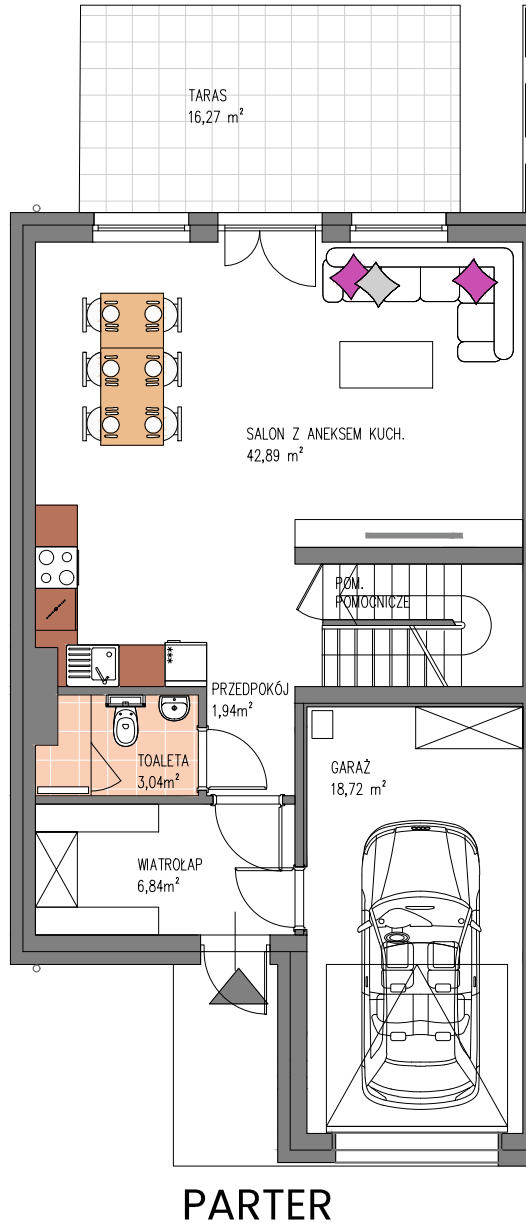 TARAS
16,27 m²
SALON Z ANEKSEM KUCH.
42,89 m²
POM.
POMOCNICZE
PRZEDPOKÓJ
1,94m²
TOALETA
3,04m²
GARAŻ
18,72 m²
WIATROŁAP
6,84m²
PARTER